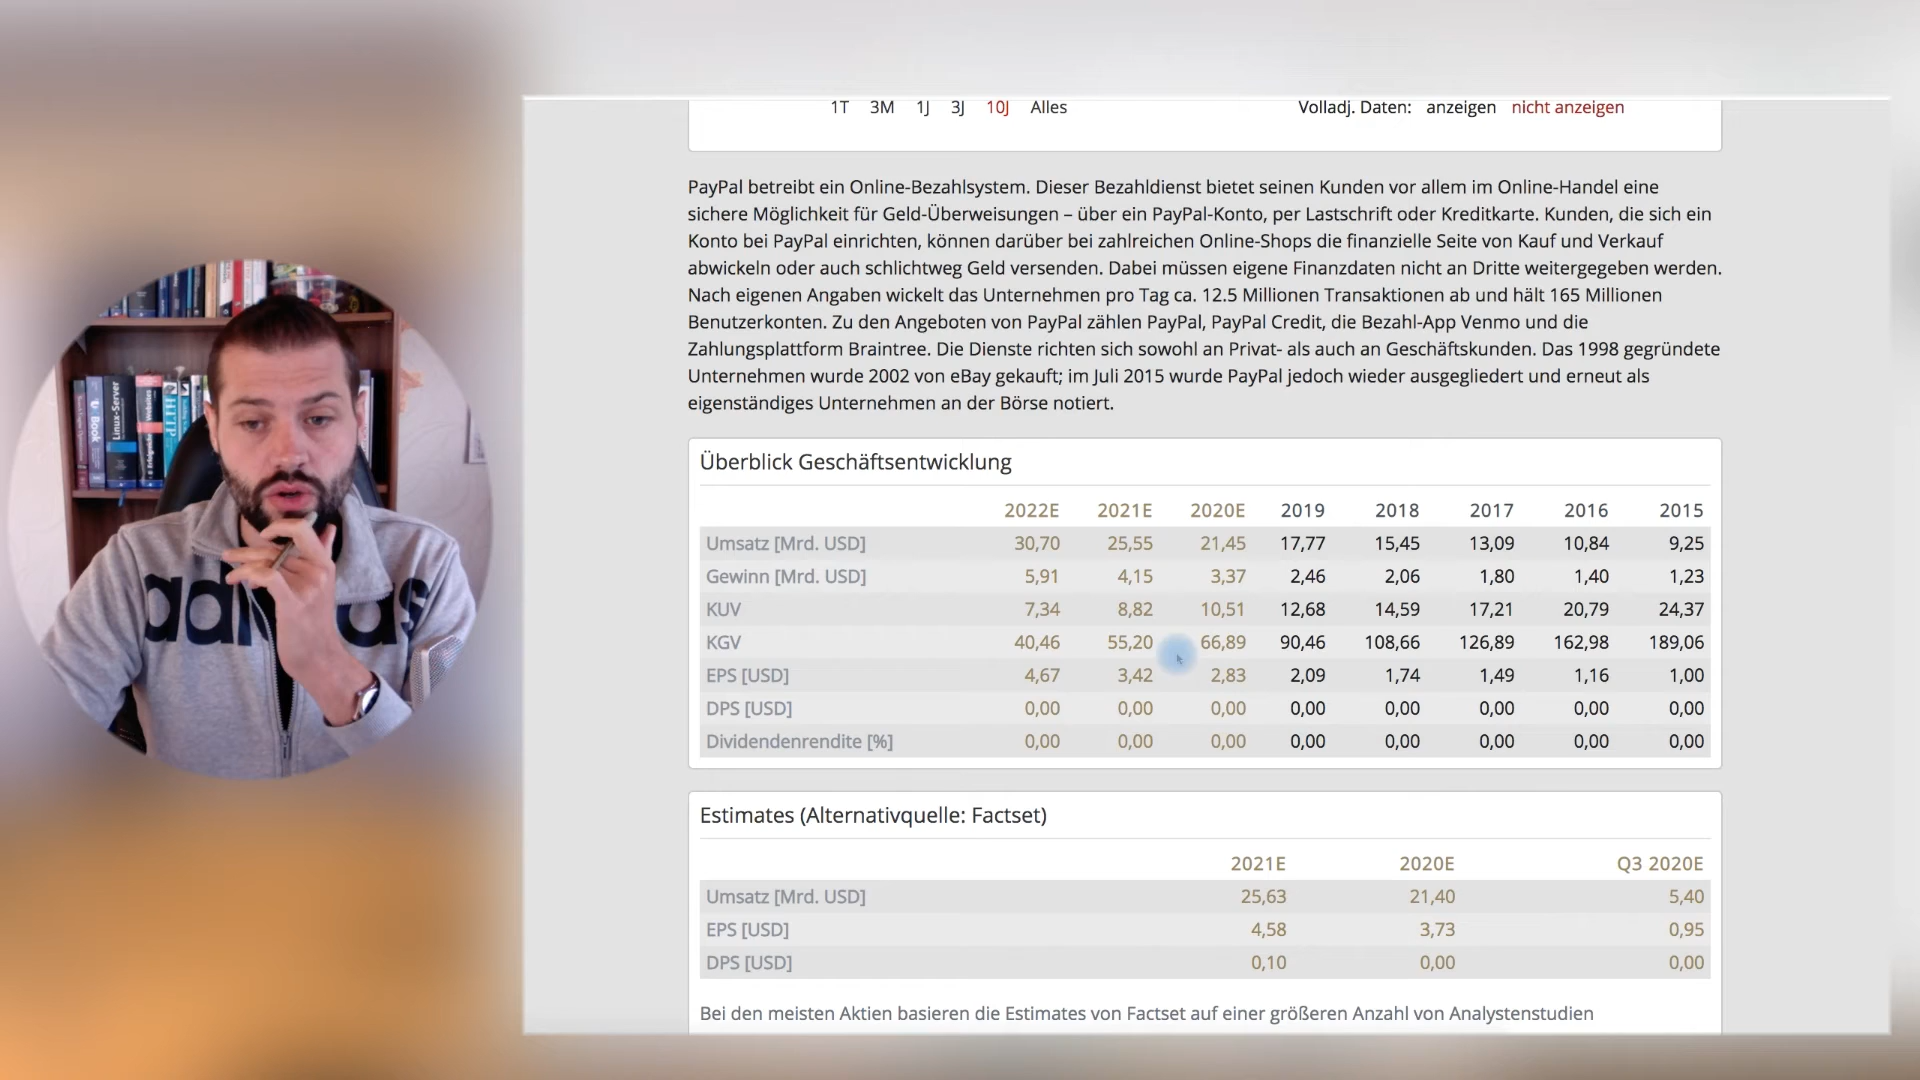 1T 3M 1J 3J 10J Alles Volladj. Daten: anzeigen nicht anzeigen
PayPal betreibt ein Online-Bezahlsystem. Dieser Bezahldienst bietet seinen Kunden vor allem im Online-Handel eine
sichere Möglichkeit für Geld-Überweisungen – über ein PayPal-Konto, per Lastschrift oder Kreditkarte. Kunden, die sich ein
Konto bei PayPal einrichten, können darüber bei zahlreichen Online-Shops die finanzielle Seite von Kauf und Verkauf
abwickeln oder auch schlichtweg Geld versenden. Dabei müssen eigene Finanzdaten nicht an Dritte weitergegeben werden.
Nach eigenen Angaben wickelt das Unternehmen pro Tag ca. 12.5 Millionen Transaktionen ab und hält 165 Millionen
Benutzerkonten. Zu den Angeboten von PayPal zählen PayPal, PayPal Credit, die Bezahl-App Venmo und die
Zahlungsplattform Braintree. Die Dienste richten sich sowohl an Privat- als auch an Geschäftskunden. Das 1998 gegründete
Unternehmen wurde 2002 von eBay gekauft; im Juli 2015 wurde PayPal jedoch wieder ausgegliedert und erneut als
eigenständiges Unternehmen an der Börse notiert.
Überblick Geschäftsentwicklung
2022E 2021E 2020E 2019 2018 2017 2016 2015
Umsatz [Mrd. USD] 30,70 25,55 21,45 17,77 15,45 13,09 10,84 9,25
Gewinn [Mrd. USD] 5,91 4,15 3,37 2,46 2,06 1,80 1,40 1,23
KUV 7,34 8,82 10,51 12,68 14,59 17,21 20,79 24,37
KGV 40,46 55,20 66,89 90,46 108,66 126,89 162,98 189,06
EPS [USD] 4,67 3,42 2,83 2,09 1,74 1,49 1,16 1,00
DPS [USD] 0,00 0,00 0,00 0,00 0,00 0,00 0,00 0,00
Dividendenrendite [%] 0,00 0,00 0,00 0,00 0,00 0,00 0,00 0,00
Estimates (Alternativquelle: Factset)
2021E 2020E Q3 2020E
Umsatz [Mrd. USD] 25,63 21,40 5,40
EPS [USD] 4,58 3,73 0,95
DPS [USD] 0,10 0,00 0,00
Bei den meisten Aktien basieren die Estimates von Factset auf einer größeren Anzahl von Analystenstudien
Book
Linux-Server
Websites
HTTP